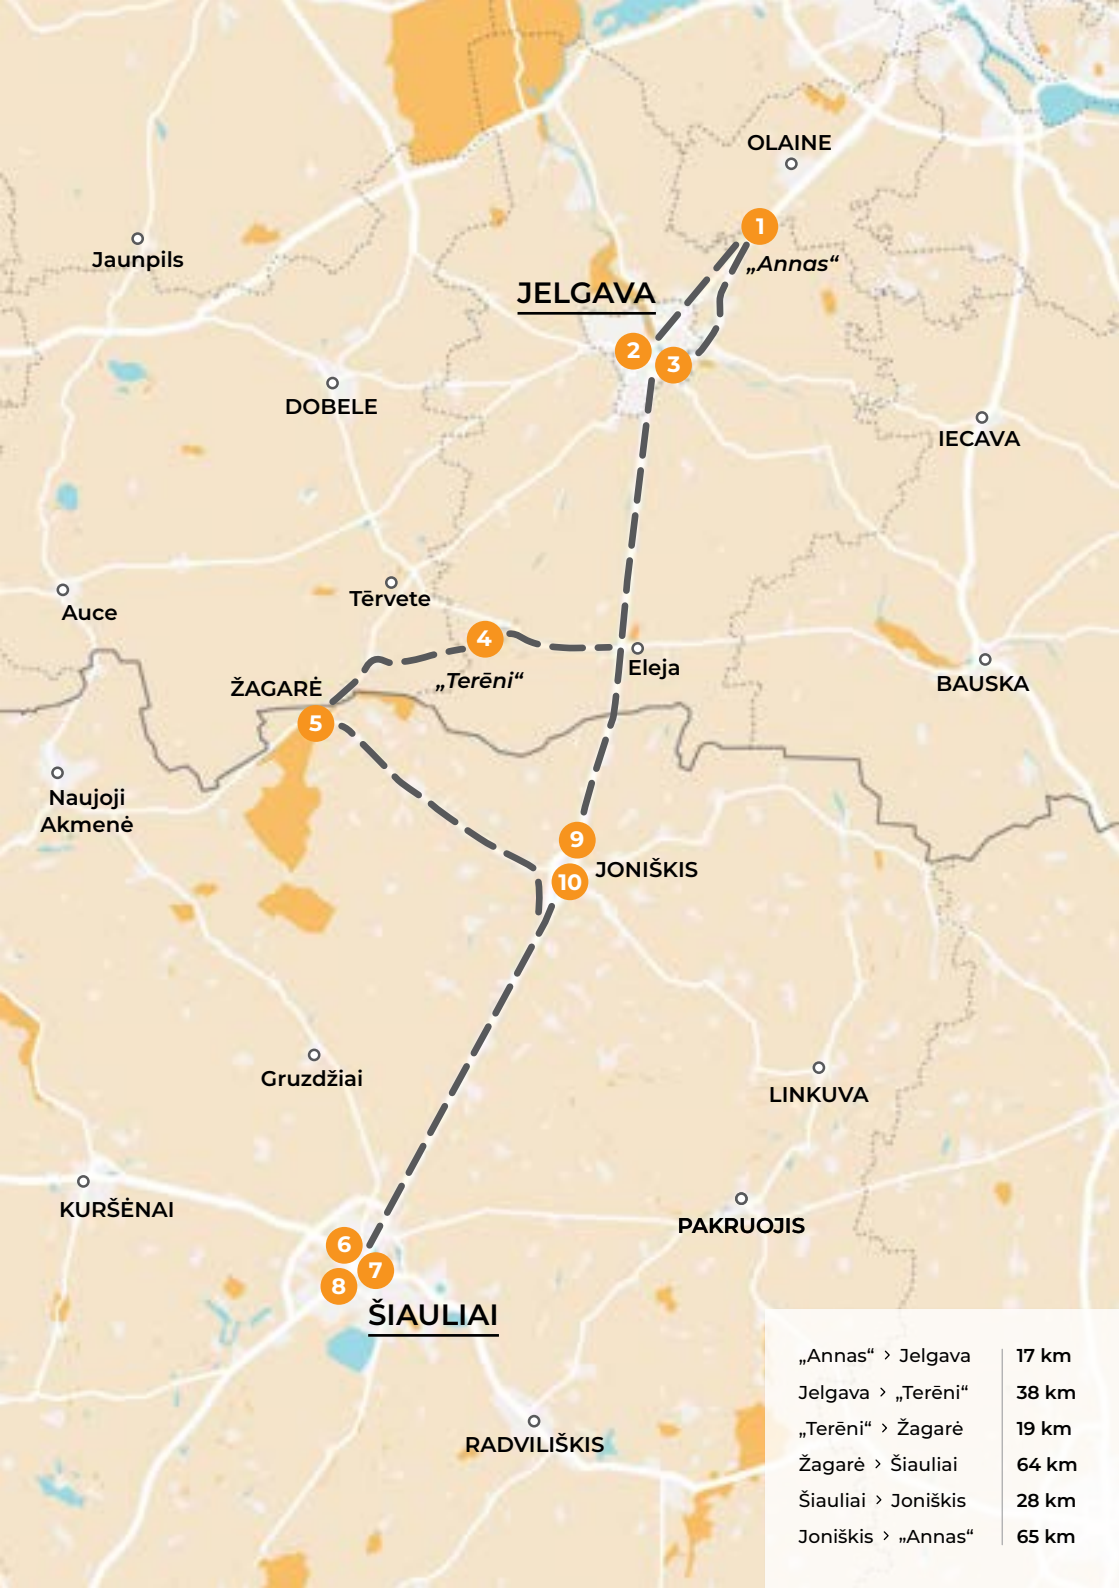 OLAINE
1
„Annas“
Jaunpils
JELGAVA
2
3
DOBELE
IECAVA
Auce
Tērvete
4
Eleja
„Terēni“
BAUSKA
ŽAGARĖ
5
Naujoji
Akmenė
9
JONIŠKIS
10
Gruzdžiai
LINKUVA
KURŠĖNAI
PAKRUOJIS
6
7
8
ŠIAULIAI
RADVILIŠKIS
„Annas“ › Jelgava 17 km
Jelgava › „Terēni“ 38 km
„Terēni“ › Žagarė 19 km
Žagarė › Šiauliai 64 km
Šiauliai › Joniškis 28 km
Joniškis › „Annas“ 65 km